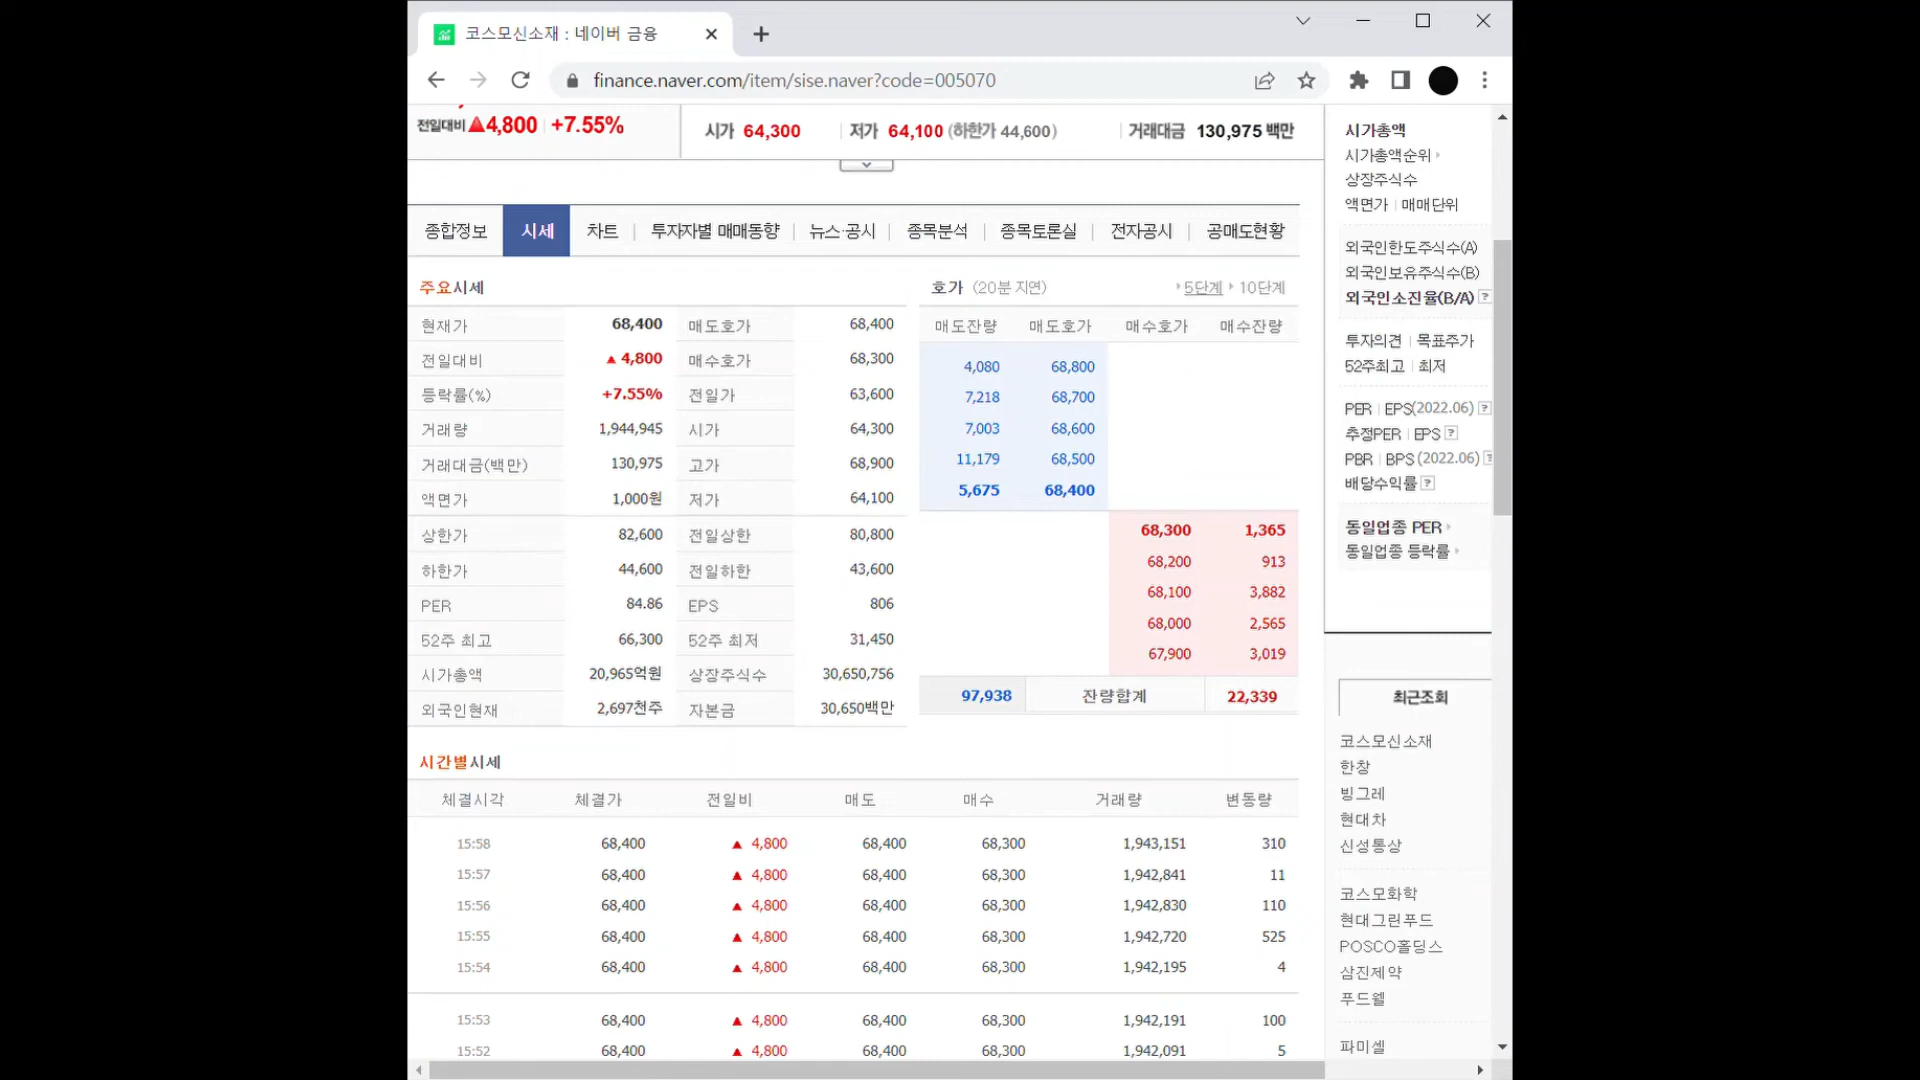 코스모신소재 : 네이버 금융
finance.naver.com/item/sise.naver?code=005070
전일대비 ▲4,800 +7.55%
시가 64,300 저가 64,100 (하한가 44,600) 거래대금 130,975 백만
종합정보 시세 차트 투자자별 매매동향 뉴스·공시 종목분석 종목토론실 전자공시 공매도현황
주요시세
현재가 68,400 매도호가 68,400
전일대비 ▲ 4,800 매수호가 68,300
등락률(%) +7.55% 전일가 63,600
거래량 1,944,945 시가 64,300
거래대금(백만) 130,975 고가 68,900
액면가 1,000원 저가 64,100
상한가 82,600 전일상한 80,800
하한가 44,600 전일하한 43,600
PER 84.86 EPS 806
52주 최고 66,300 52주 최저 31,450
시가총액 20,965억원 상장주식수 30,650,756
외국인현재 2,697천주 자본금 30,650백만
호가 (20분 지연) 5단계 10단계
매도잔량 매도호가 매수호가 매수잔량
4,080 68,800
7,218 68,700
7,003 68,600
11,179 68,500
5,675 68,400
68,300 1,365
68,200 913
68,100 3,882
68,000 2,565
67,900 3,019
97,938 잔량합계 22,339
시간별시세
체결시각 체결가 전일비 매도 매수 거래량 변동량
15:58 68,400 ▲ 4,800 68,400 68,300 1,943,151 310
15:57 68,400 ▲ 4,800 68,400 68,300 1,942,841 11
15:56 68,400 ▲ 4,800 68,400 68,300 1,942,830 110
15:55 68,400 ▲ 4,800 68,400 68,300 1,942,720 525
15:54 68,400 ▲ 4,800 68,400 68,300 1,942,195 4
15:53 68,400 ▲ 4,800 68,400 68,300 1,942,191 100
15:52 68,400 ▲ 4,800 68,400 68,300 1,942,091 5
시가총액
시가총액순위
상장주식수
액면가 | 매매단위
외국인한도주식수(A)
외국인보유주식수(B)
외국인소진율(B/A) ?
투자의견 | 목표주가
52주최고 | 최저
PER | EPS(2022.06) ?
추정PER | EPS ?
PBR | BPS (2022.06) ?
배당수익률 ?
동일업종 PER
동일업종 등락률
최근조회
코스모신소재
한창
빙그레
현대차
신성통상
코스모화학
현대그린푸드
POSCO홀딩스
삼진제약
푸드웰
파미셀